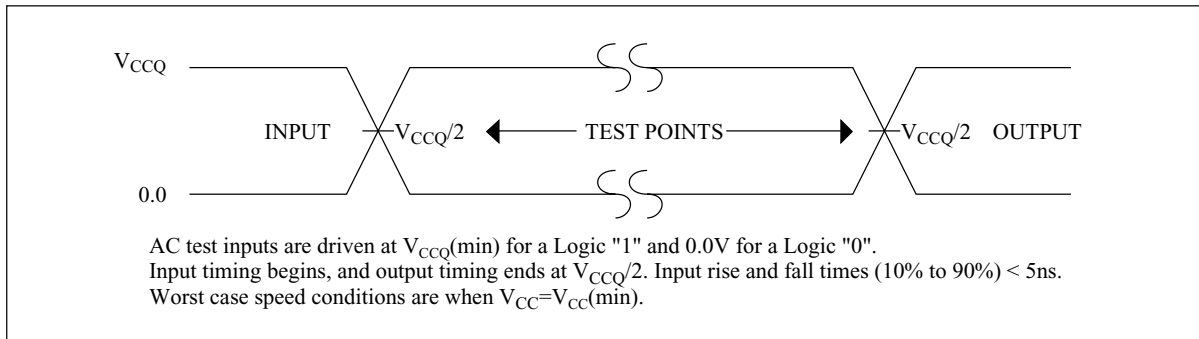 VCCQ
INPUT VCCQ/2 TEST POINTS VCCQ/2 OUTPUT
0.0
AC test inputs are driven at VCCQ(min) for a Logic "1" and 0.0V for a Logic "0".
Input timing begins, and output timing ends at VCCQ/2. Input rise and fall times (10% to 90%) < 5ns.
Worst case speed conditions are when VCC=VCC(min).